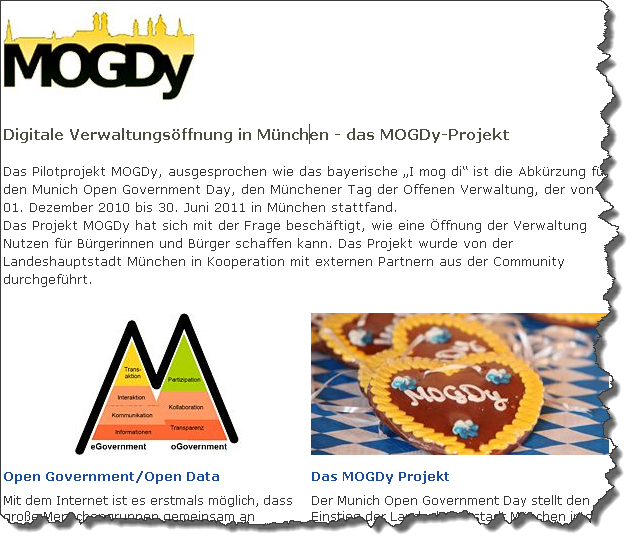 MOGDy
Digitale Verwaltungsöffnung in München - das MOGDy-Projekt
Das Pilotprojekt MOGDy, ausgesprochen wie das bayerische „I mog di“ ist die Abkürzung
den Munich Open Government Day, den Münchener Tag der Offenen Verwaltung, der vom
01. Dezember 2010 bis 30. Juni 2011 in München stattfand.
Das Projekt MOGDy hat sich mit der Frage beschäftigt, wie eine Öffnung der Verwaltung
Nutzen für Bürgerinnen und Bürger schaffen kann. Das Projekt wurde von der
Landeshauptstadt München in Kooperation mit externen Partnern aus der Community
durchgeführt.
Trans-
aktion
Interaktion
Kommunikation
Informationen
eGovernment
Partizipation
Kollaboration
Transparenz
oGovernment
MOGDy
Open Government/Open Data
Mit dem Internet ist es erstmals möglich, dass
große Menschengruppen gemeinsam an
Das MOGDy Projekt
Der Munich Open Government Day stellt den
Einstieg der Landeshauptstadt München in